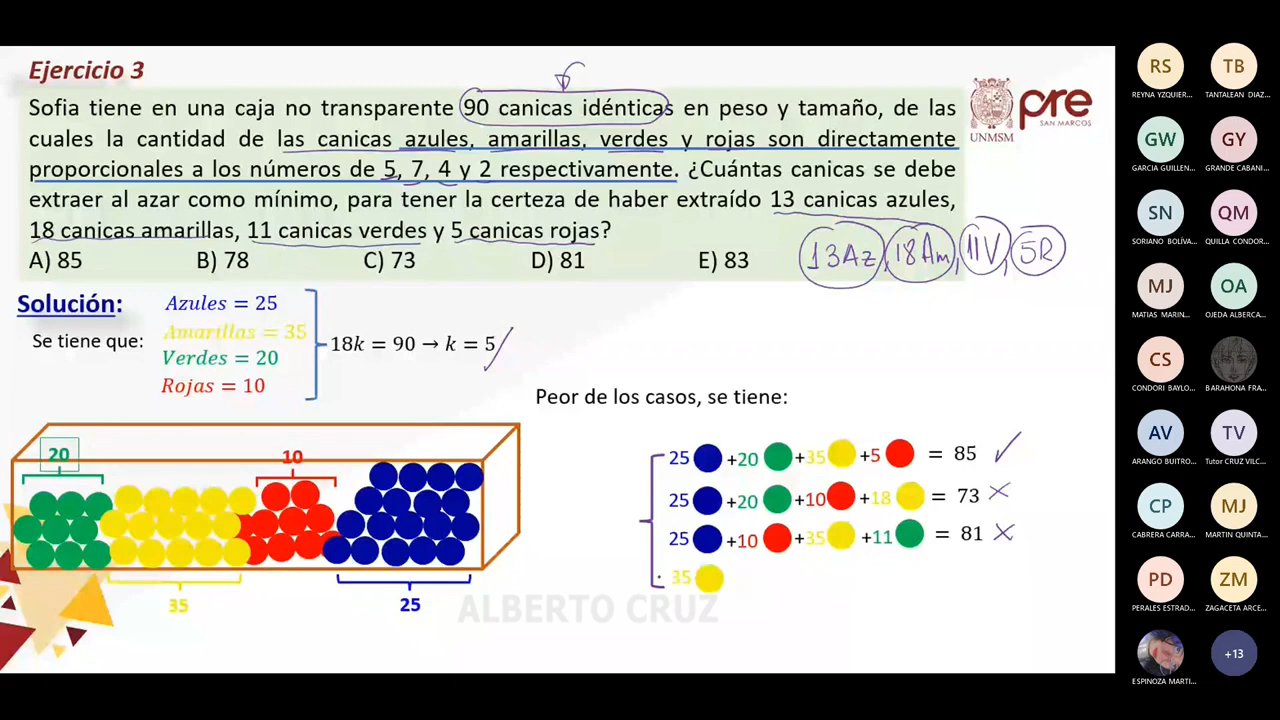 Ejercicio 3
Sofia tiene en una caja no transparente 90 canicas idénticas en peso y tamaño, de las
cuales la cantidad de las canicas azules, amarillas, verdes y rojas son directamente
proporcionales a los números de 5, 7, 4 y 2 respectivamente. ¿Cuántas canicas se debe
extraer al azar como mínimo, para tener la certeza de haber extraído 13 canicas azules,
18 canicas amarillas, 11 canicas verdes y 5 canicas rojas?
A) 85 B) 78 C) 73 D) 81 E) 83
13Az, 18Am, 11V, 5R
UNMSM
pre
SAN MARCOS
Solución:
Se tiene que:
Azules = 25
Amarillas = 35
Verdes = 20
Rojas = 10
18k = 90 → k = 5
Peor de los casos, se tiene:
25 +20 +35 +5 = 85
25 +20 +10 +18 = 73
25 +10 +35 +11 = 81
35
20
10
35
25
ALBERTO CRUZ
RS
REYNA YZQUIER...
TB
TANTALEAN DIAZ...
GW
GARCIA GUILLEN...
GY
GRANDE CABANI...
SN
SORIANO BOLÍVA...
QM
QUILLA CONDOR...
MJ
MATIAS MARIN...
OA
OJEDA ALBERCA...
CS
CONDORI BAYLO...
BARAHONA FRA...
AV
ARANGO BUITRO...
TV
Tutor CRUZ VILC...
CP
CABRERA CARRA...
MJ
MARTIN QUINTA...
PD
PERALES ESTRAD...
ZM
ZAGACETA ARCE...
ESPINOZA MARTI...
+13